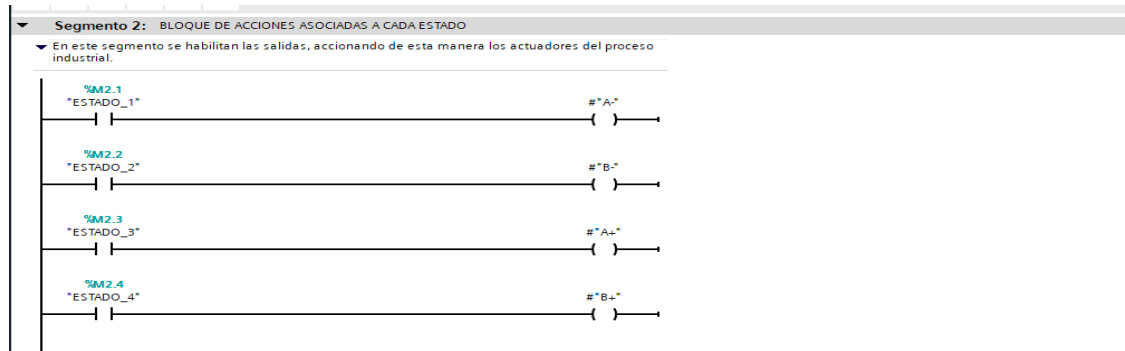 Segmento 2: BLOQUE DE ACCIONES ASOCIADAS A CADA ESTADO
En este segmento se habilitan las salidas, accionando de esta manera los actuadores del proceso
industrial.
%M2.1
"ESTADO_1" #"A-"
%M2.2
"ESTADO_2" #"B-"
%M2.3
"ESTADO_3" #"A+"
%M2.4
"ESTADO_4" #"B+"